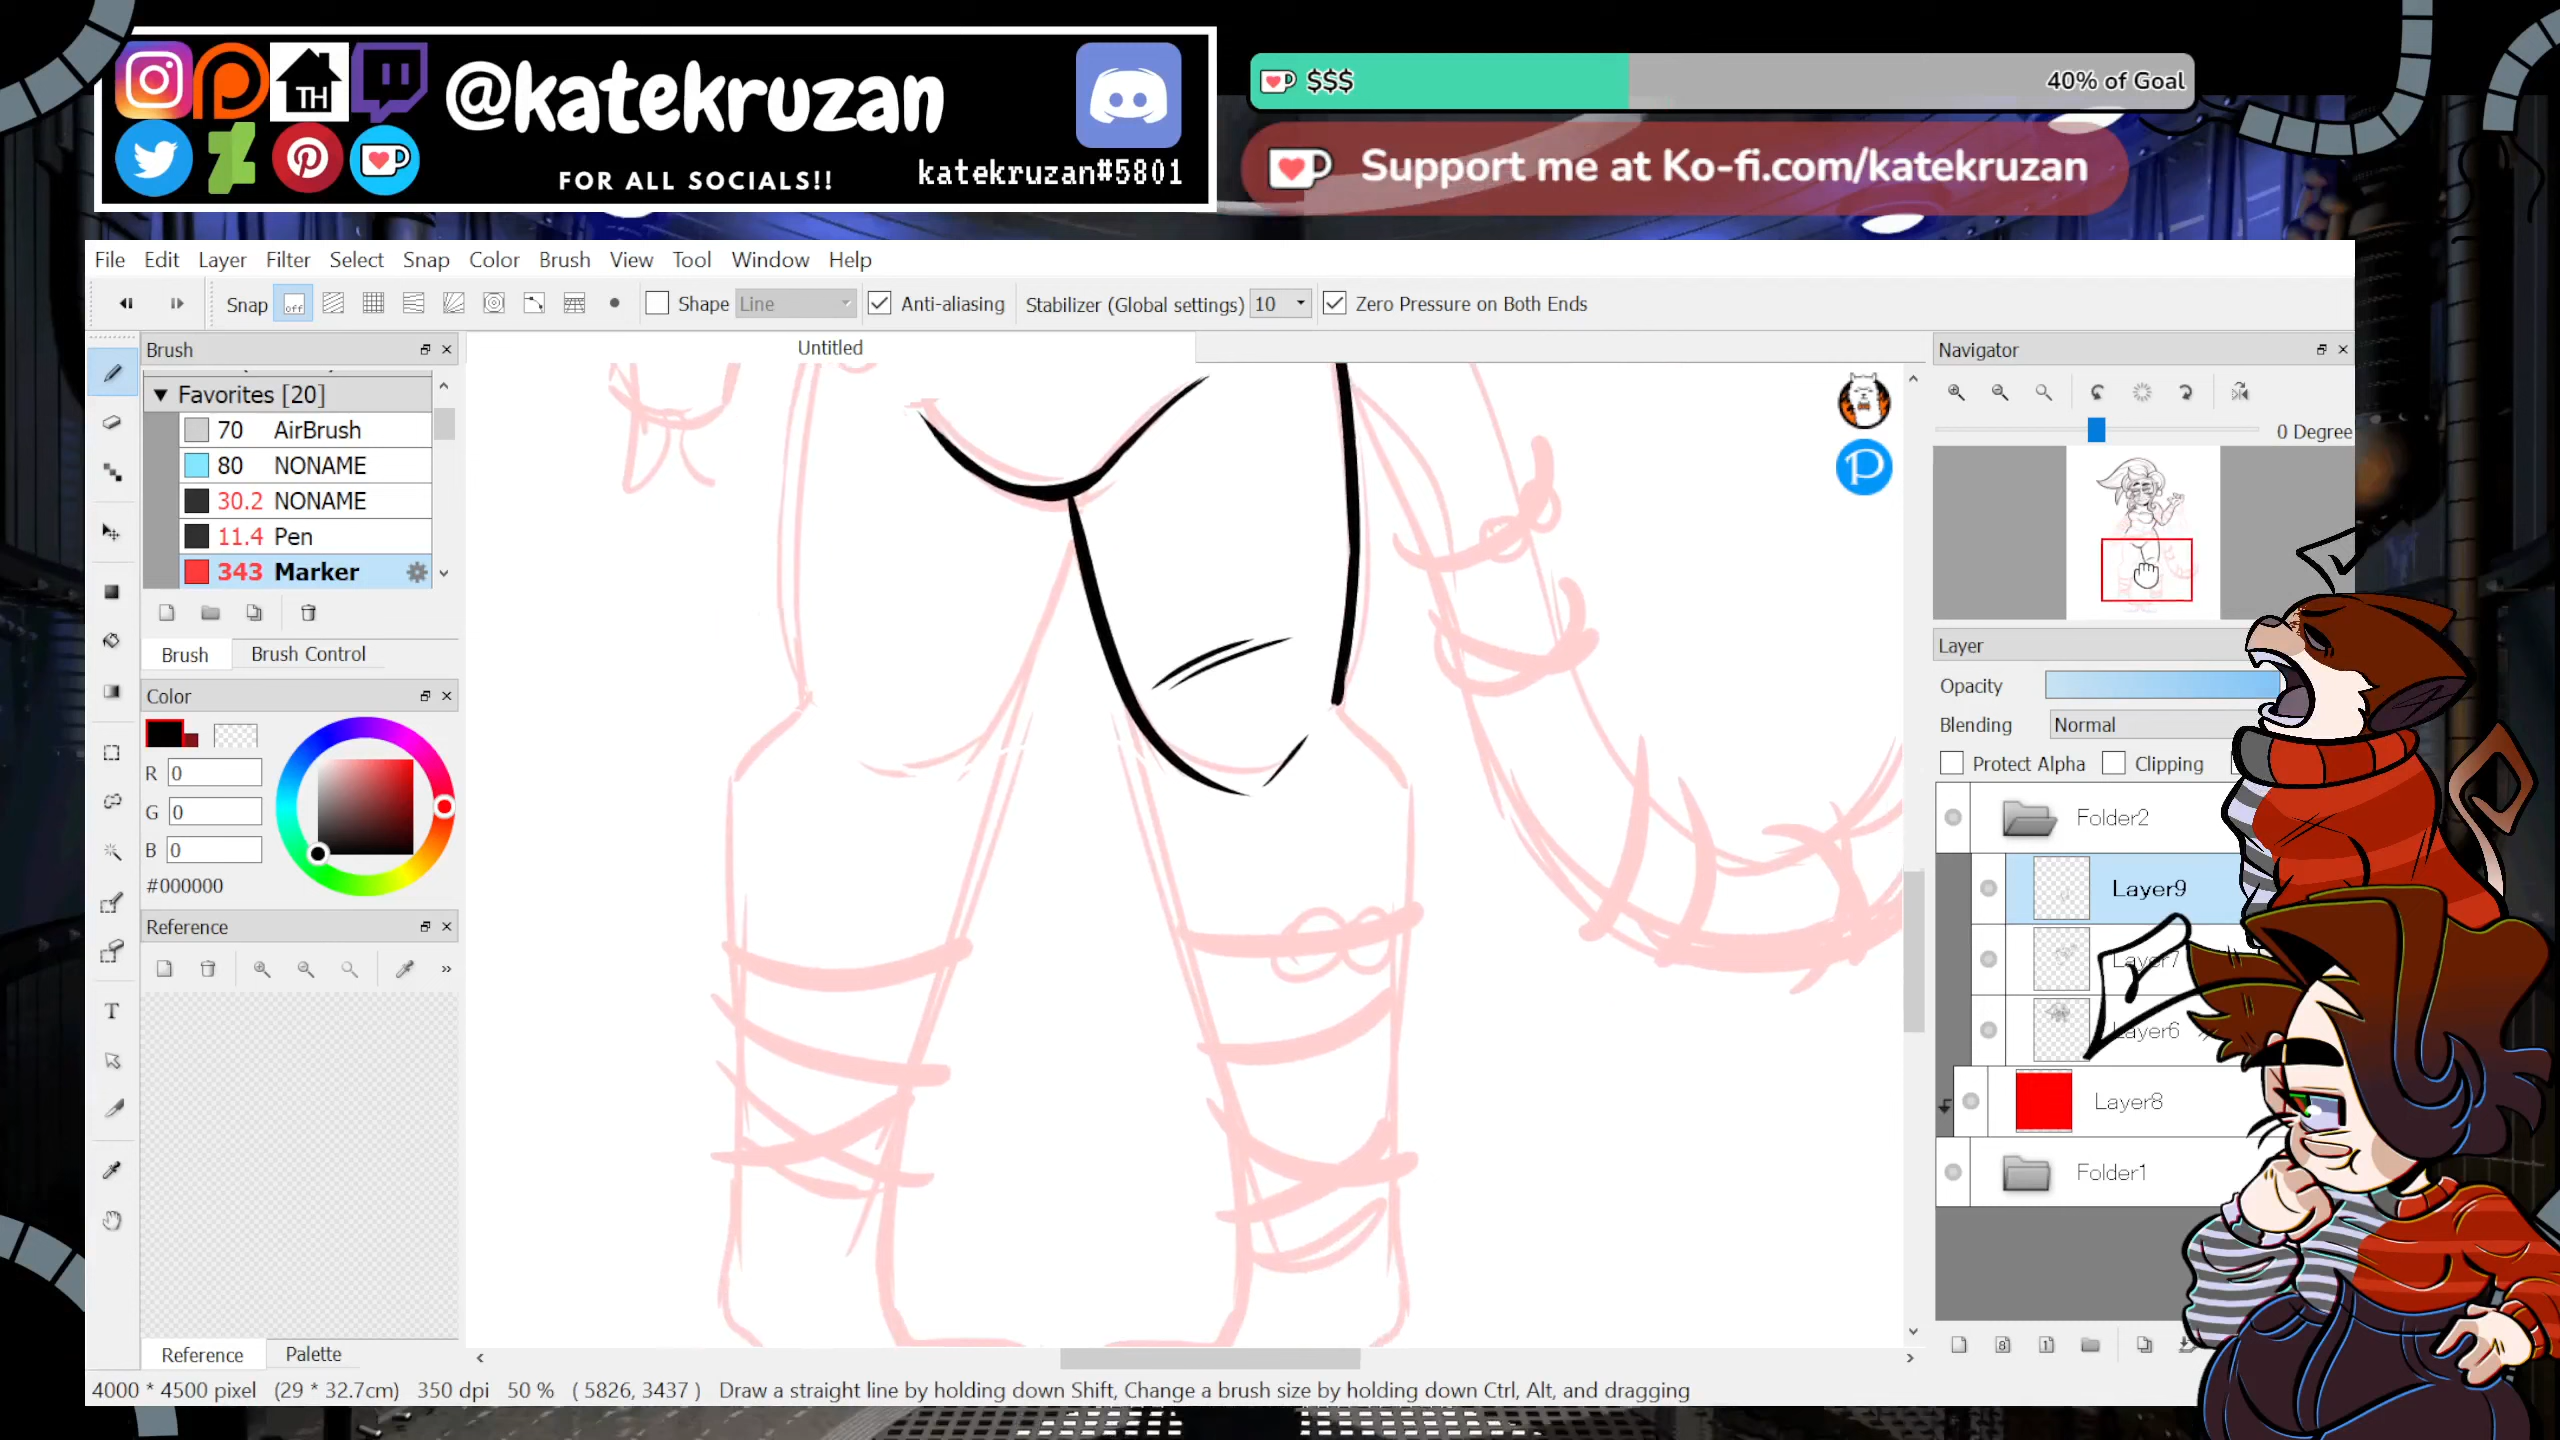 TH
@katekruzan
FOR ALL SOCIALS!!
katekruzan#5801
$$$
40% of Goal
Support me at Ko-fi.com/katekruzan
File Edit Layer Filter Select Snap Color Brush View Tool Window Help
Snap off Shape Line Anti-aliasing Stabilizer (Global settings) 10 Zero Pressure on Both Ends
Brush
Favorites [20]
70 AirBrush
80 NONAME
30.2 NONAME
11.4 Pen
343 Marker
Brush Brush Control
Color
R 0
G 0
B 0
#000000
Reference
Reference Palette
Untitled
P
Navigator
0 Degree
Layer
Opacity
Blending Normal
Protect Alpha Clipping
Folder2
Layer9
Layer7
Layer6
Layer8
Folder1
T
4000 * 4500 pixel (29 * 32.7cm) 350 dpi 50 % ( 5826, 3437 ) Draw a straight line by holding down Shift, Change a brush size by holding down Ctrl, Alt, and dragging